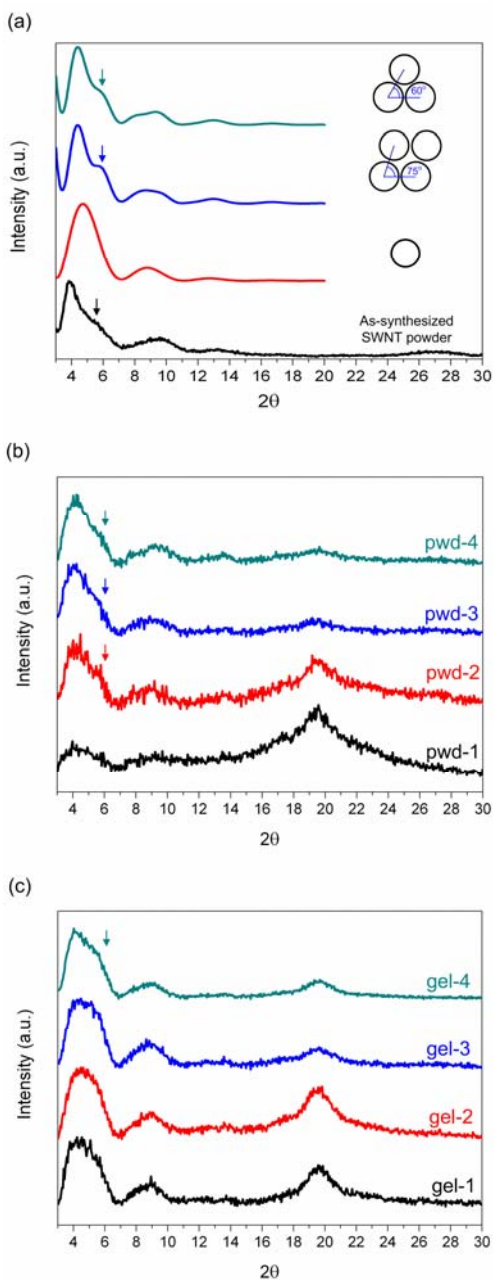 (a)
Intensity (a.u.)
60°
75°
As-synthesized
SWNT powder
4 6 8 10 12 14 16 18 20 22 24 26 28 30
2θ
(b)
Intensity (a.u.)
pwd-4
pwd-3
pwd-2
pwd-1
4 6 8 10 12 14 16 18 20 22 24 26 28 30
2θ
(c)
Intensity (a.u.)
gel-4
gel-3
gel-2
gel-1
4 6 8 10 12 14 16 18 20 22 24 26 28 30
2θ